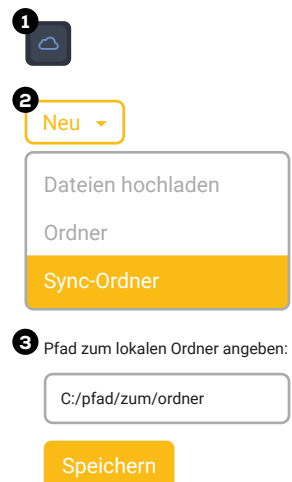 1
2
Neu
Dateien hochladen
Ordner
Sync-Ordner
3 Pfad zum lokalen Ordner angeben:
C:/pfad/zum/ordner
Speichern